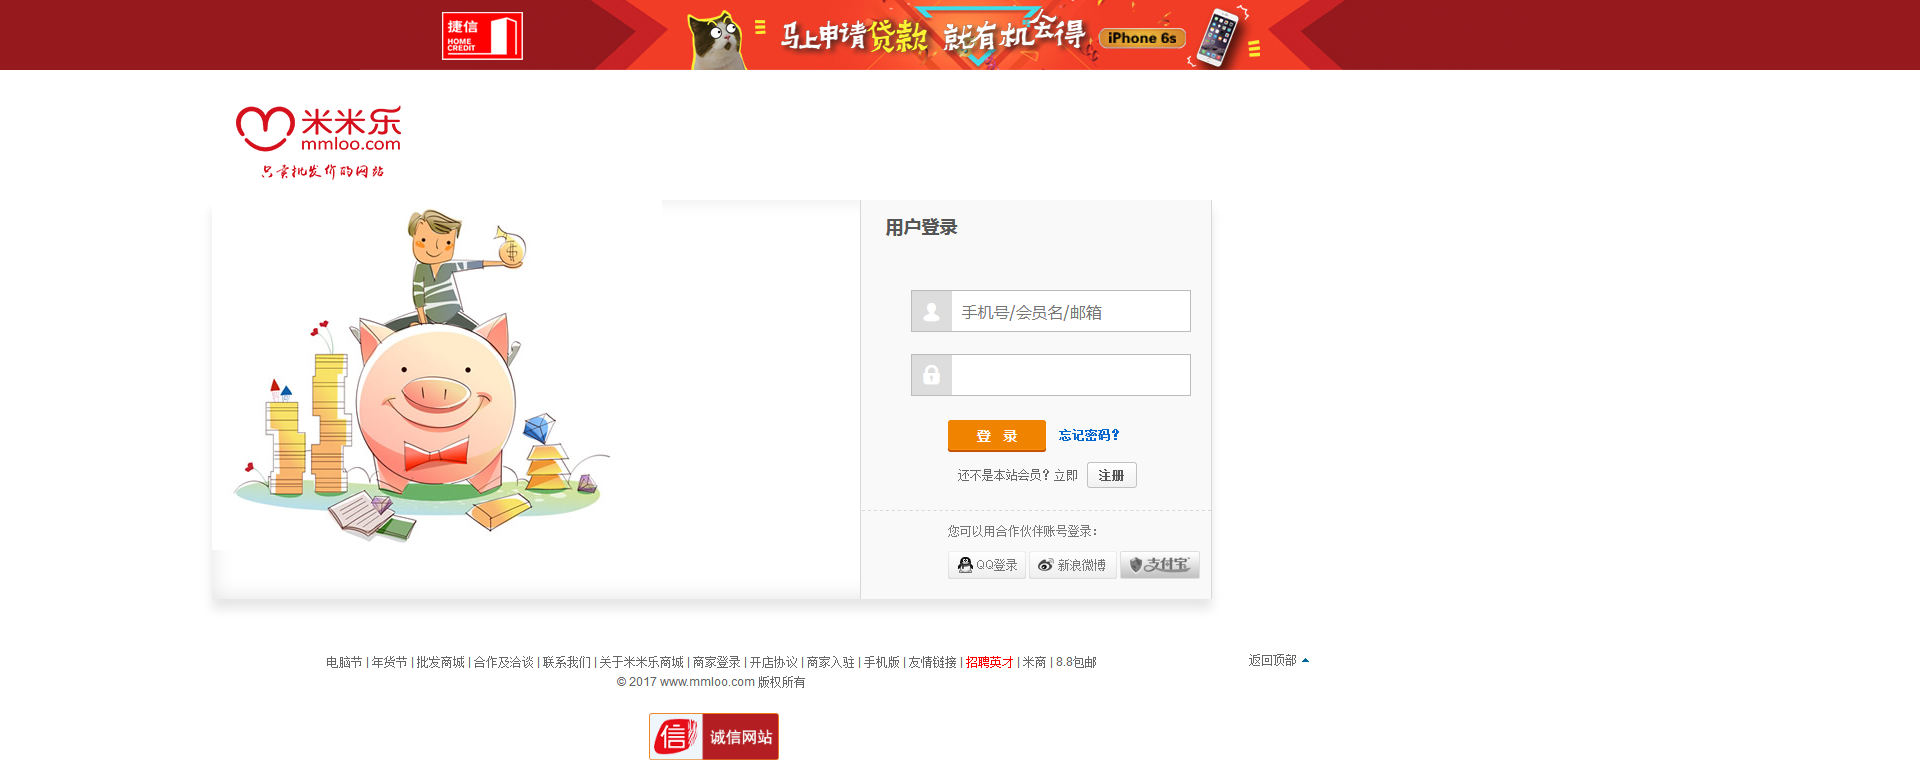 捷信
HOME
CREDIT
马上申请贷款 就有机会得
iPhone 6s
米米乐
mmloo.com
只卖批发价的网站
用户登录
手机号/会员名/邮箱
登 录 忘记密码?
还不是本站会员? 立即 注册
您可以用合作伙伴账号登录:
QQ登录 新浪微博 支付宝
电脑节 | 年货节 | 批发商城 | 合作及洽谈 | 联系我们 | 关于米米乐商城 | 商家登录 | 开店协议 | 商家入驻 | 手机版 | 友情链接 | 招聘英才 | 米商 | 8.8包邮
返回顶部
© 2017 www.mmloo.com 版权所有
信 诚信网站